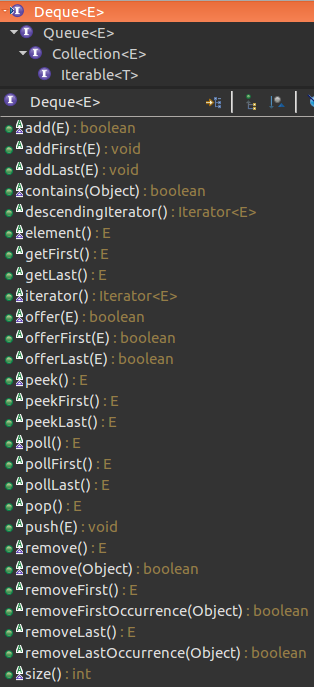 Deque<E>
Queue<E>
Collection<E>
Iterable<T>
Deque<E>
add(E) : boolean
addFirst(E) : void
addLast(E) : void
contains(Object) : boolean
descendingIterator() : Iterator<E>
element() : E
getFirst() : E
getLast() : E
iterator() : Iterator<E>
offer(E) : boolean
offerFirst(E) : boolean
offerLast(E) : boolean
peek() : E
peekFirst() : E
peekLast() : E
poll() : E
pollFirst() : E
pollLast() : E
pop() : E
push(E) : void
remove() : E
remove(Object) : boolean
removeFirst() : E
removeFirstOccurrence(Object) : boolean
removeLast() : E
removeLastOccurrence(Object) : boolean
size() : int